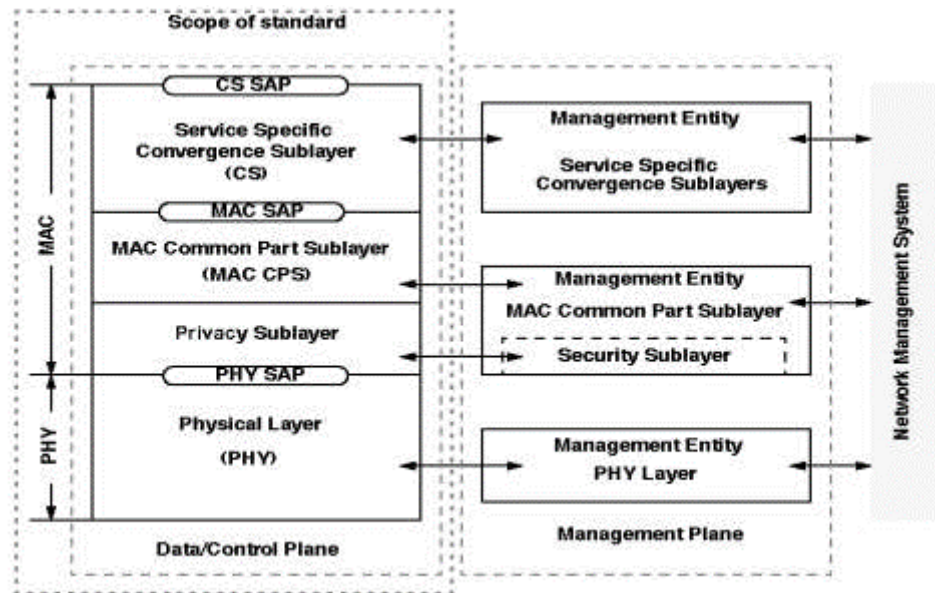 Scope of standard
CS SAP
Service Specific
Convergence Sublayer
(CS)
MAC SAP
MAC Common Part Sublayer
(MAC CPS)
Privacy Sublayer
PHY SAP
Physical Layer
(PHY)
Data/Control Plane
MAC
PHY
Management Entity
Service Specific
Convergence Sublayers
Management Entity
MAC Common Part Sublayer
Security Sublayer
Management Entity
PHY Layer
Management Plane
Network Management System